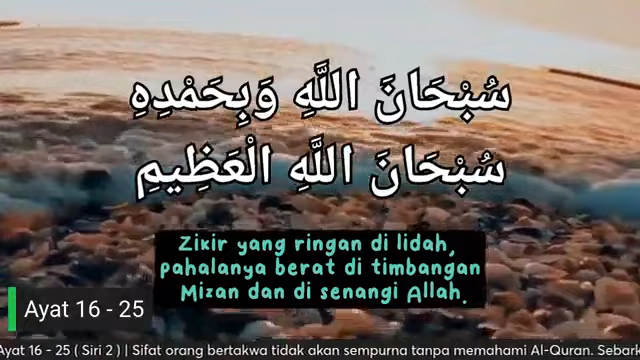 سُبْحَانَ اللَّهِ وَبِحَمْدِهِ
سُبْحَانَ اللَّهِ الْعَظِيمِ
Zikir yang ringan di lidah,
pahalanya berat di timbangan
Mizan dan di senangi Allah.
Ayat 16 - 25
Ayat 16 - 25 ( Siri 2 ) | Sifat orang bertakwa tidak akan sempurna tanpa memahami Al-Quran. Sebark